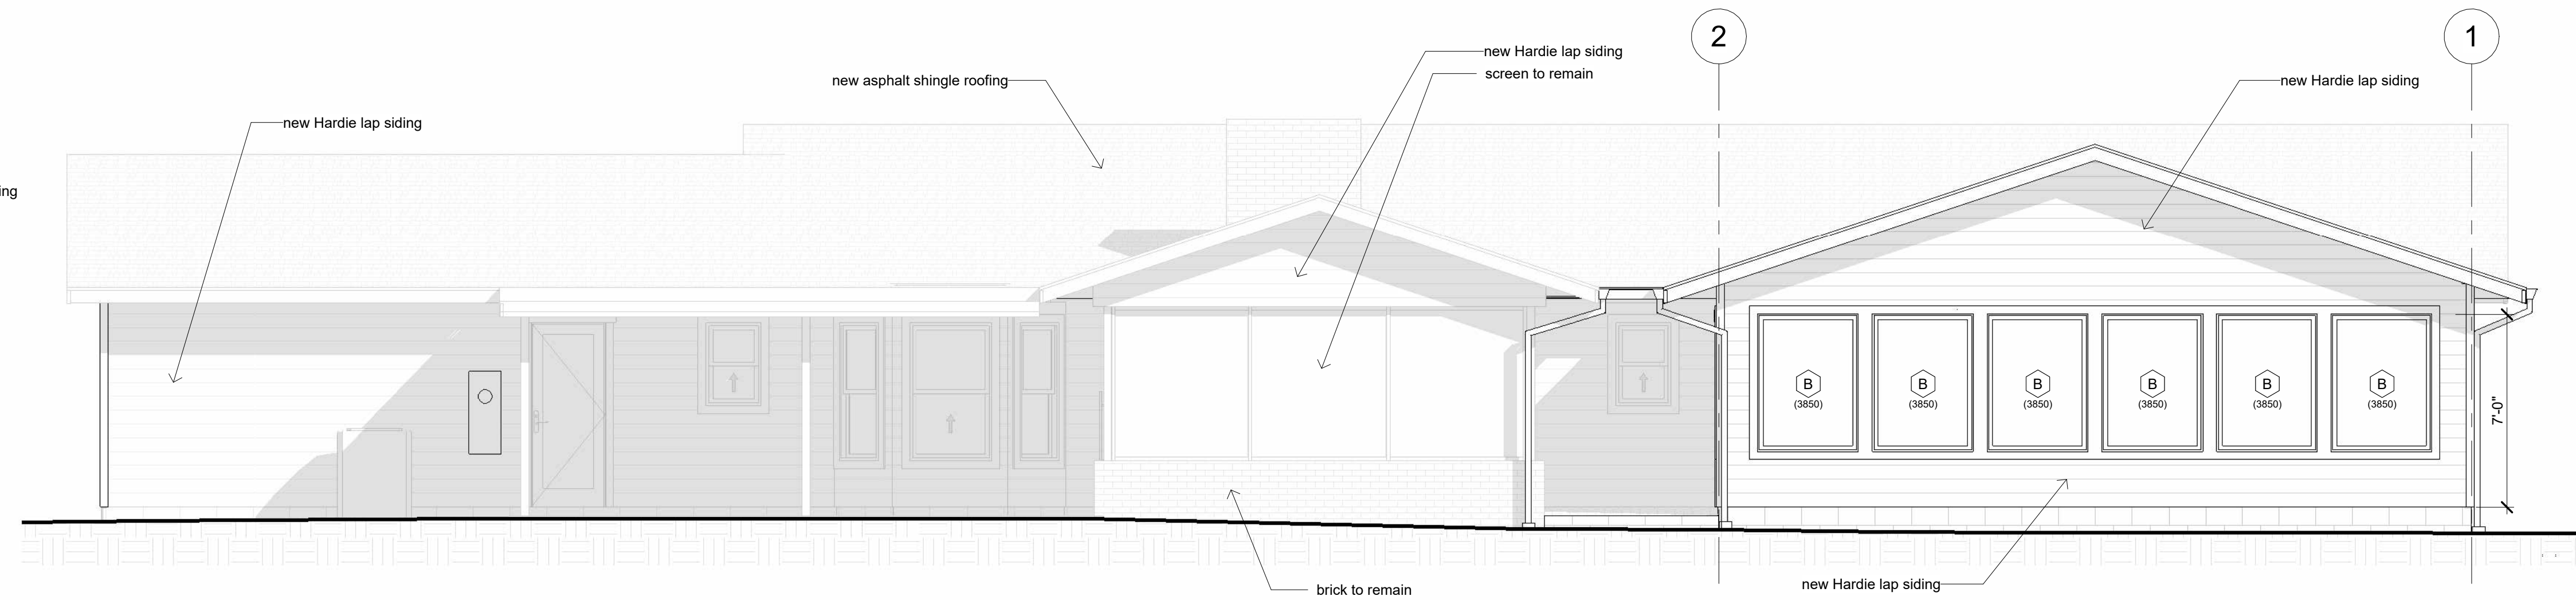 2
1
new Hardie lap siding
screen to remain
new asphalt shingle roofing
new Hardie lap siding
new Hardie lap siding
ing
B
(3850)
B
(3850)
B
(3850)
B
(3850)
B
(3850)
B
(3850)
7'-0"
new Hardie lap siding
brick to remain